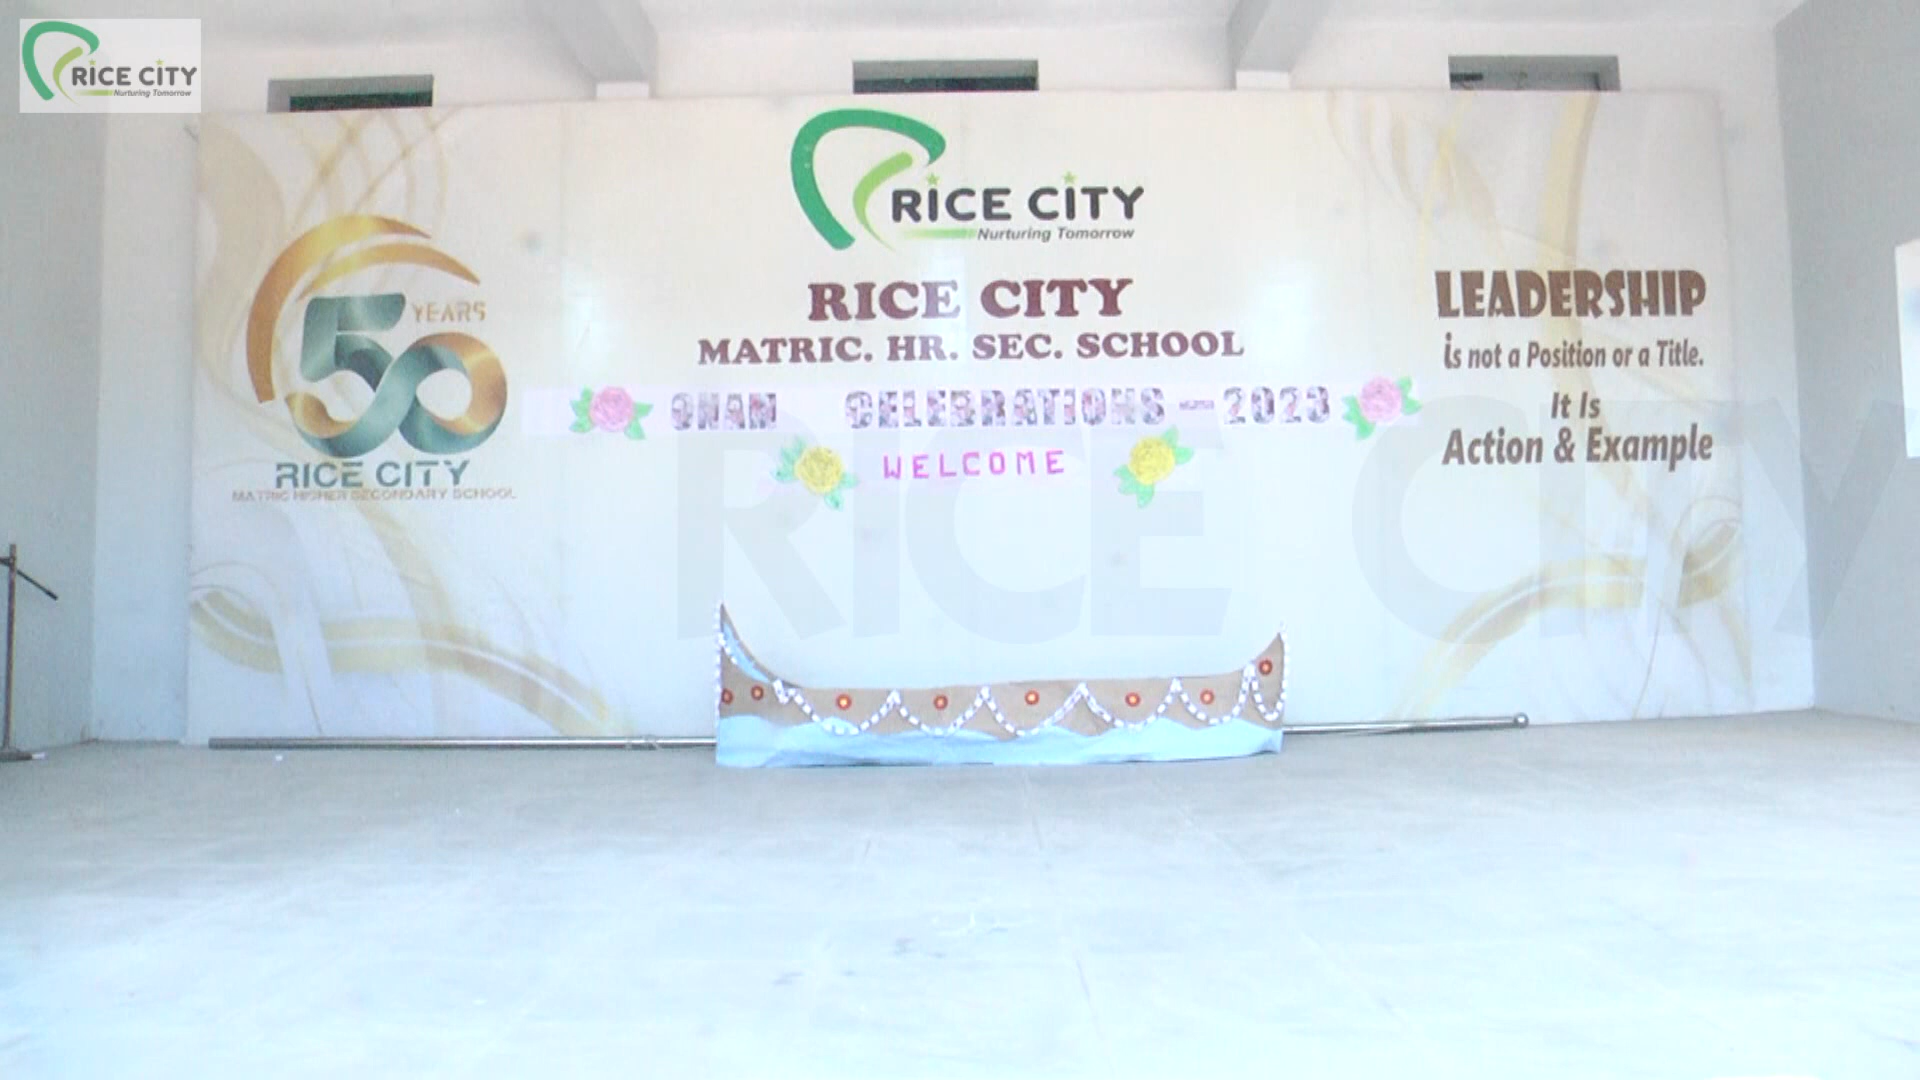 RICE CITY
Nurturing Tomorrow
RICE CITY
Nurturing Tomorrow
50 YEARS
RICE CITY
MATRIC HIGHER SECONDARY SCHOOL
RICE CITY
MATRIC. HR. SEC. SCHOOL
ONAM CELEBRATIONS - 2023
WELCOME
LEADERSHIP
is not a Position or a Title.
It Is
Action & Example
RICE CITY